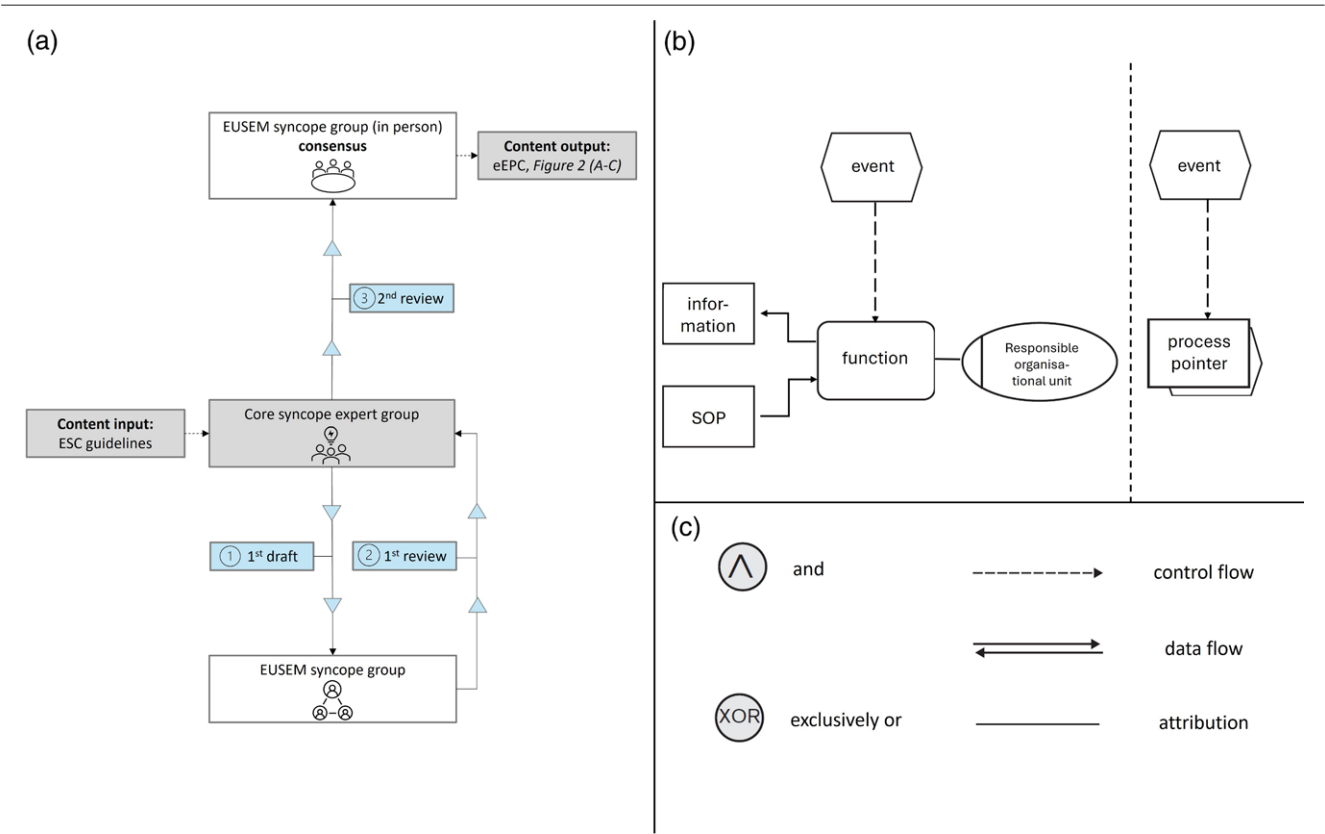 (a)
EUSEM syncope group (in person)
consensus
Content output:
eEPC, Figure 2 (A-C)
3 2nd review
Content input:
ESC guidelines
Core syncope expert group
1 1st draft
2 1st review
EUSEM syncope group
(b)
event
infor-
mation
function
SOP
Responsible
organisa-
tional unit
event
process
pointer
(c)
Λ and
control flow
data flow
XOR exclusively or
attribution